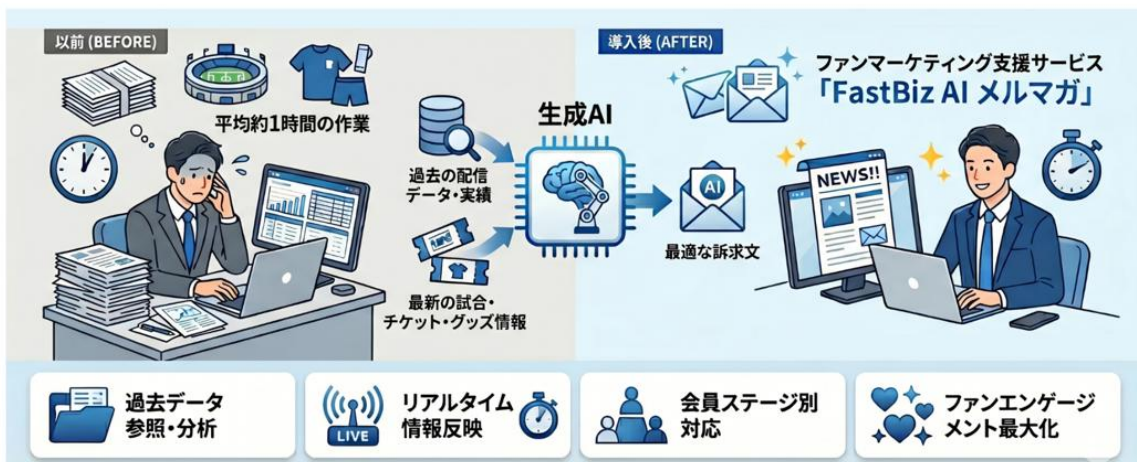 以前 (BEFORE)
平均約1時間の作業
過去の配信
データ・実績
最新の試合・
チケット・グッズ情報
生成AI
導入後 (AFTER)
ファンマーケティング支援サービス
「FastBiz AI メルマガ」
AI
最適な訴求文
NEWS!!
過去データ
参照・分析
LIVE
リアルタイム
情報反映
会員ステージ別
対応
ファンエンゲージ
メント最大化